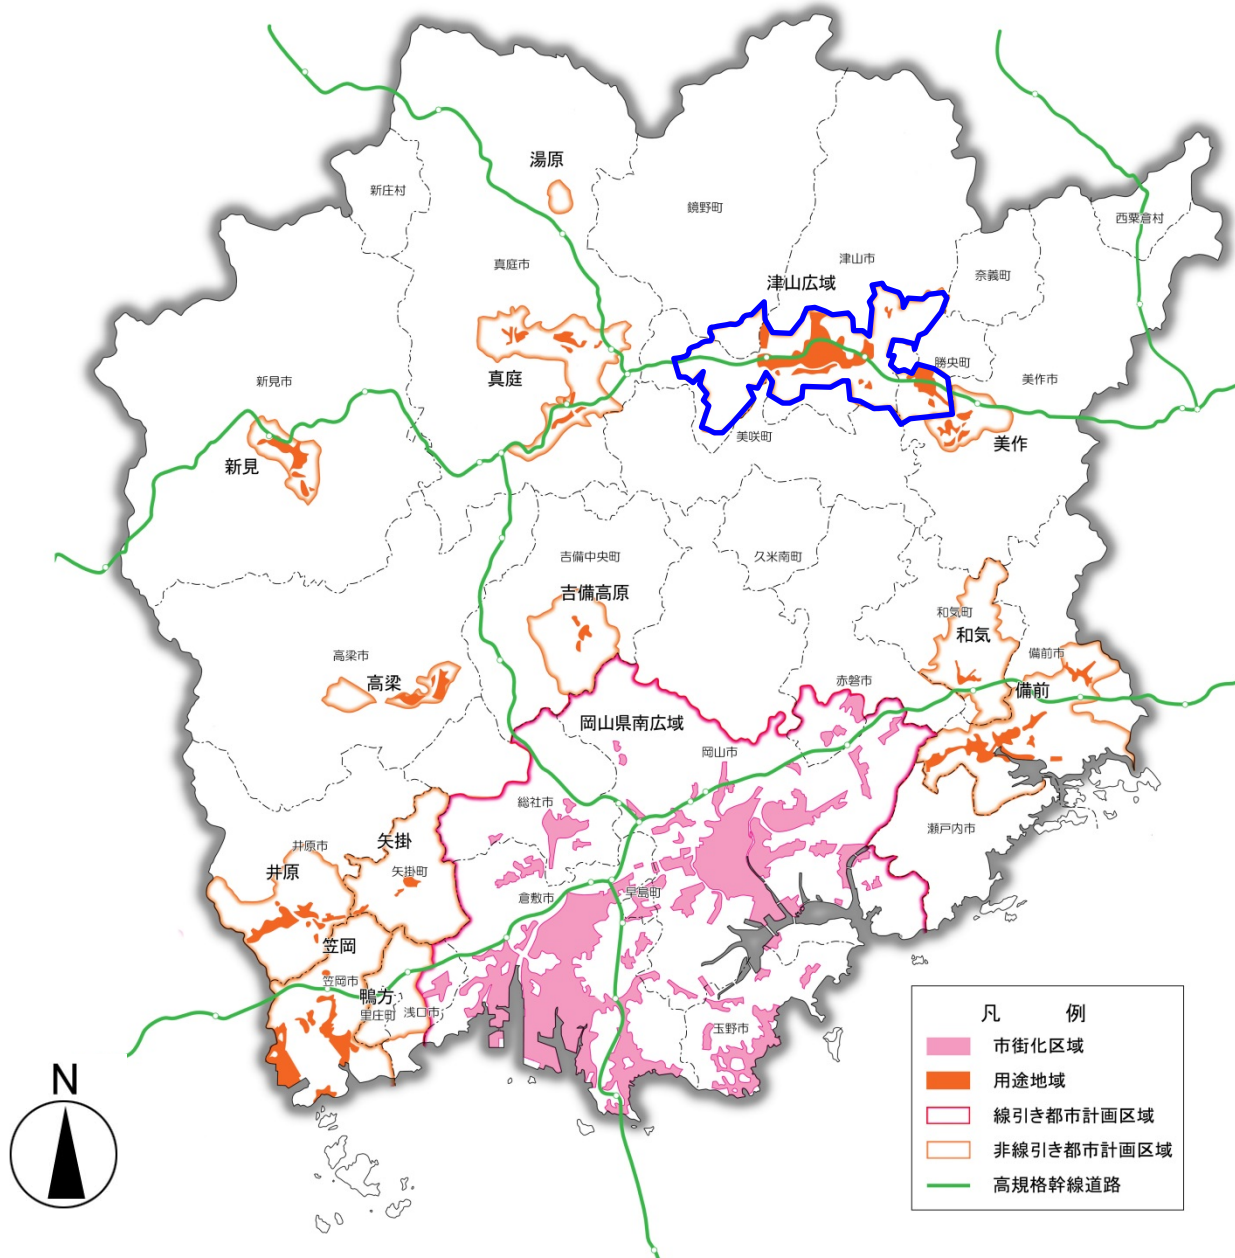 湯原
新庄村
鏡野町
西粟倉村
真庭市
津山市
奈義町
津山広域
勝央町
新見市
真庭
美作市
美咲町
美作
新見
吉備中央町
久米南町
吉備高原
和気町
和気
高梁市
備前市
高梁
赤磐市
備前
岡山県南広域
岡山市
総社市
瀬戸内市
矢掛
井原市
井原
矢掛町
倉敷市
早島町
笠岡
笠岡市
鴨方
里庄町
浅口市
玉野市
凡 例
市街化区域
用途地域
線引き都市計画区域
非線引き都市計画区域
高規格幹線道路
N